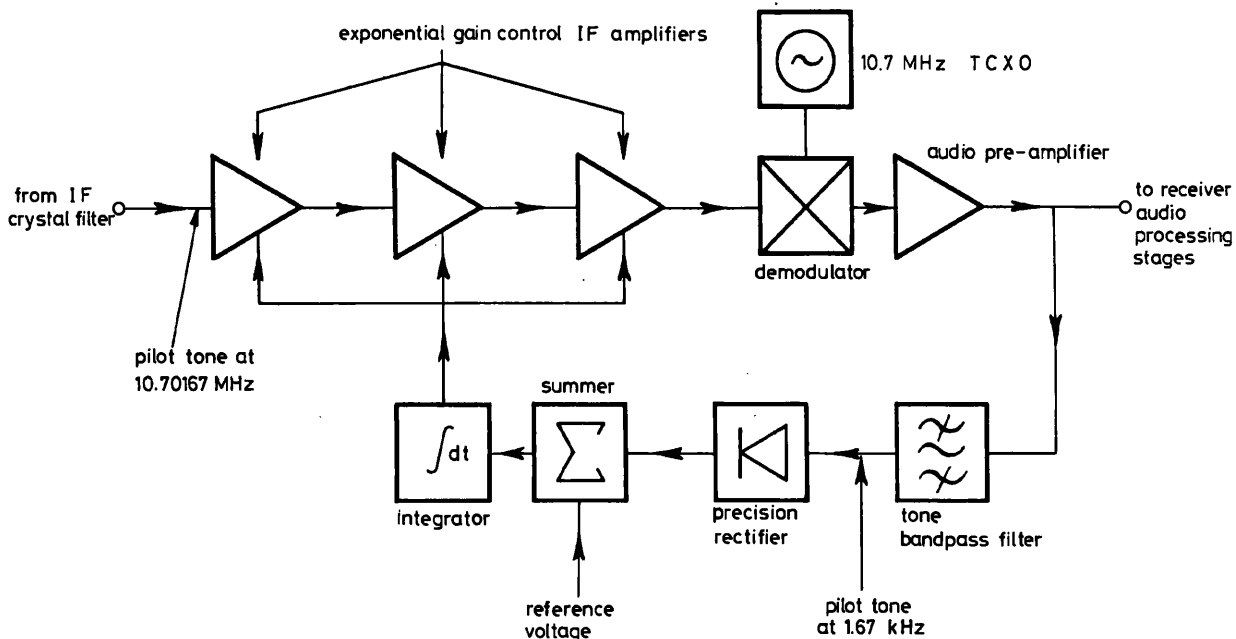 exponential gain control IF amplifiers
10.7 MHz TCXO
audio pre-amplifier
from IF
crystal filter
to receiver
audio
processing
stages
demodulator
pilot tone at
10.70167 MHz
summer
∫dt
Σ
integrator
precision
rectifier
tone
bandpass filter
reference
voltage
pilot tone
at 1.67 kHz